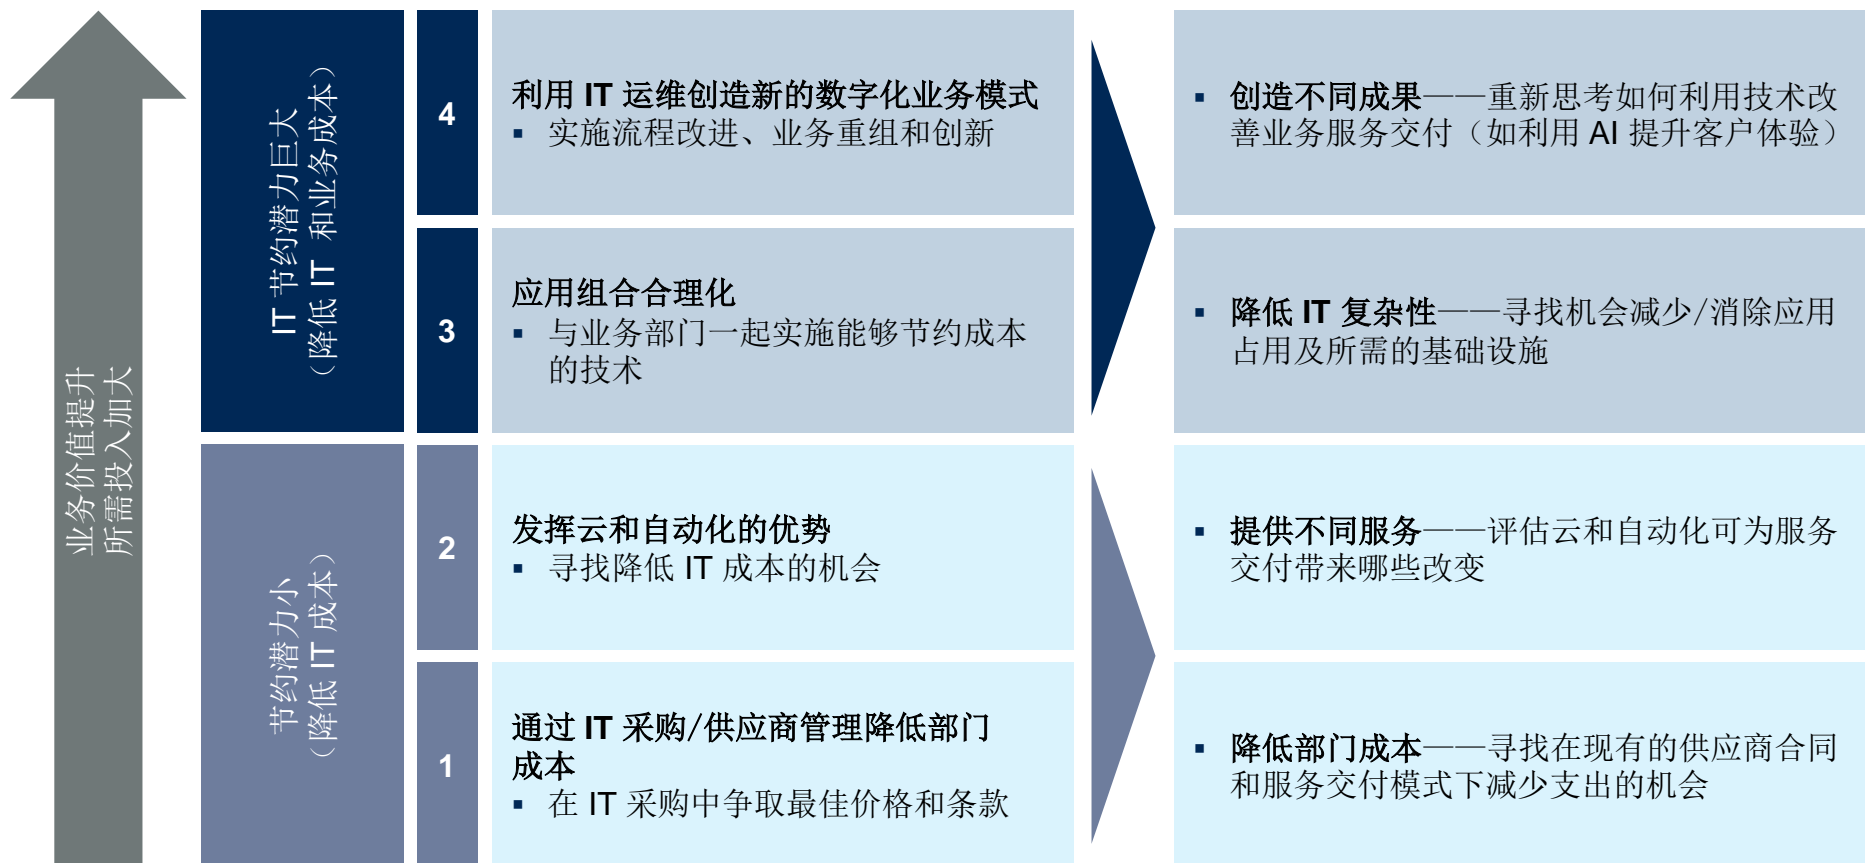 业务价值提升
所需投入加大
IT 节约潜力巨大
（降低 IT 和业务成本）
4
利用 IT 运维创造新的数字化业务模式
▪ 实施流程改进、业务重组和创新
▪ 创造不同成果——重新思考如何利用技术改
善业务服务交付（如利用 AI 提升客户体验）
3
应用组合合理化
▪ 与业务部门一起实施能够节约成本
的技术
▪ 降低 IT 复杂性——寻找机会减少/消除应用
占用及所需的基础设施
节约潜力小
（降低 IT 成本）
2
发挥云和自动化的优势
▪ 寻找降低 IT 成本的机会
▪ 提供不同服务——评估云和自动化可为服务
交付带来哪些改变
1
通过 IT 采购/供应商管理降低部门
成本
▪ 在 IT 采购中争取最佳价格和条款
▪ 降低部门成本——寻找在现有的供应商合同
和服务交付模式下减少支出的机会